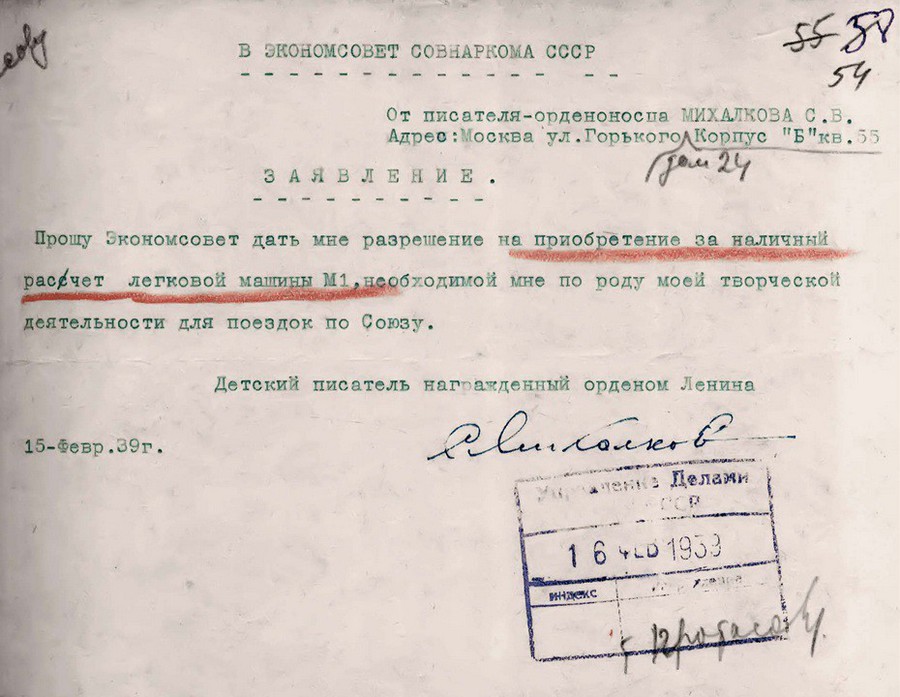 55 58
54
В ЭКОНОМСОВЕТ СОВНАРКОМА СССР
От писателя-орденоносца МИХАЛКОВА С.В.
Адрес:Москва ул.Горького Корпус "Б"кв.55
дом 24
ЗАЯВЛЕНИЕ.
Прошу Экономсовет дать мне разрешение на приобретение за наличный
расчет легковой машины М1,необходимой мне по роду моей творческой
деятельности для поездок по Союзу.
Детский писатель награжденный орденом Ленина
15-Февр.39г.
С Михалков
Управление Делами
СССР
16 ФЕВ 1939
индекс